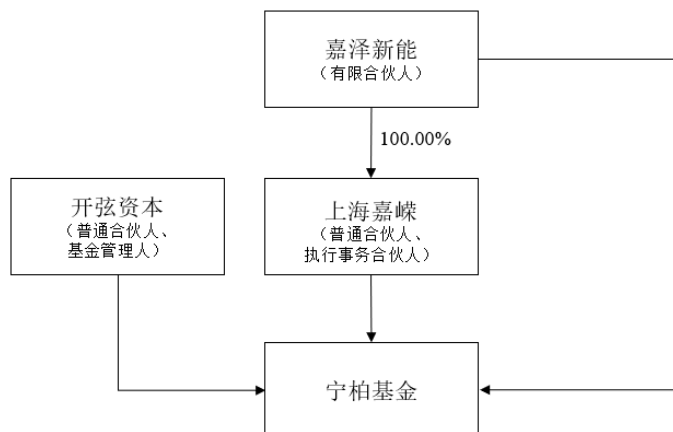 嘉泽新能
（有限合伙人）
100.00%
开弦资本
（普通合伙人、
基金管理人）
上海嘉嵘
（普通合伙人、
执行事务合伙人）
宁柏基金